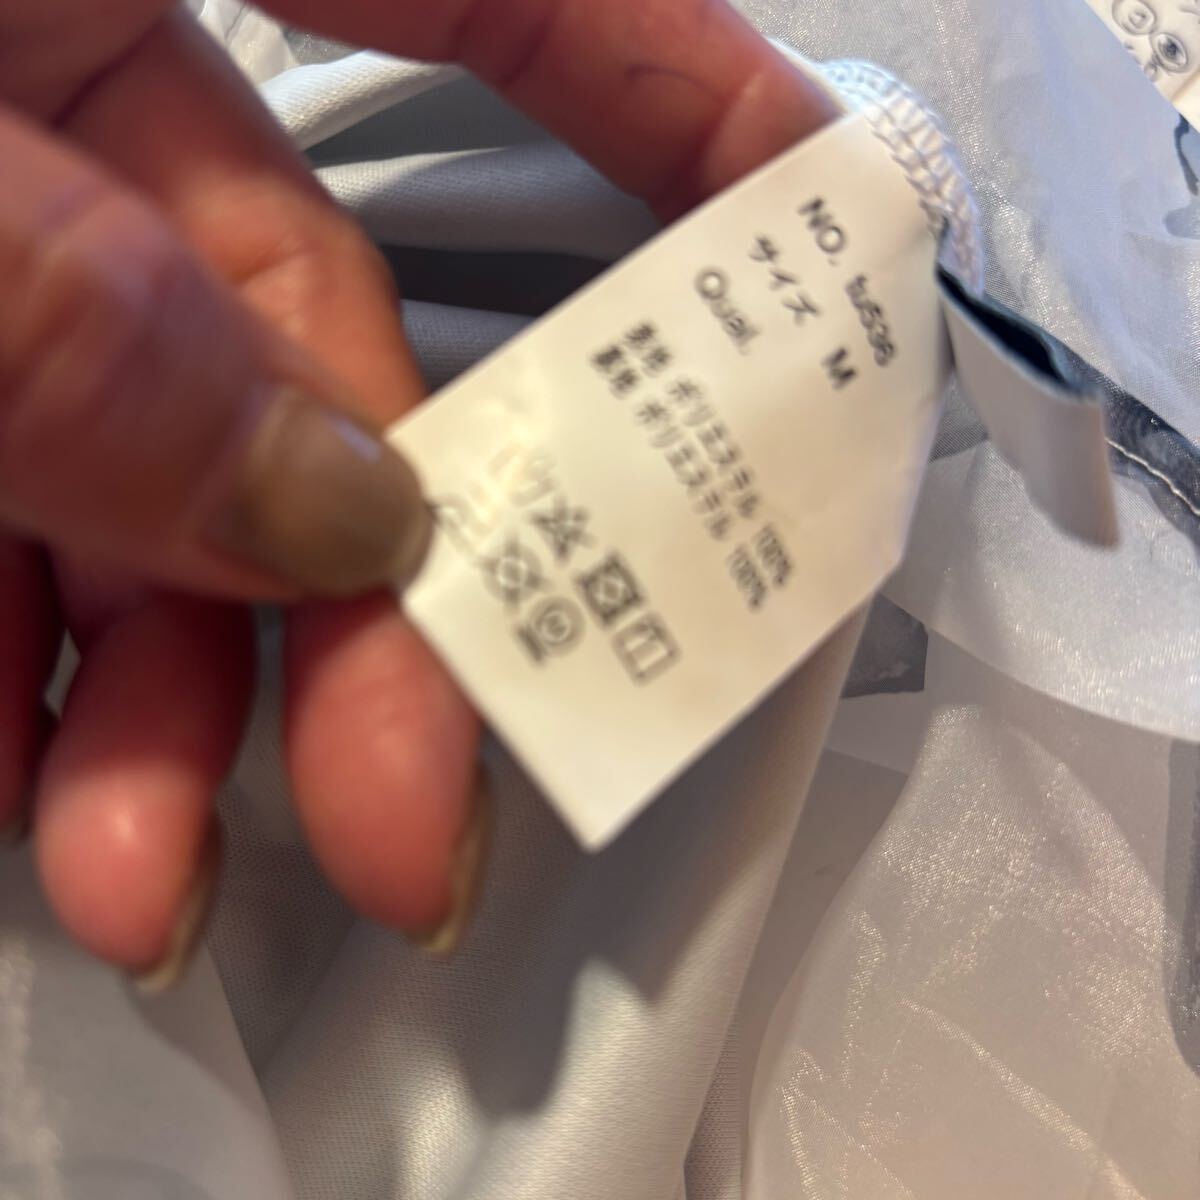 NO. tu536
サイズ M
Qual.
表地 ポリエステル 100%
裏地 ポリエステル 100%